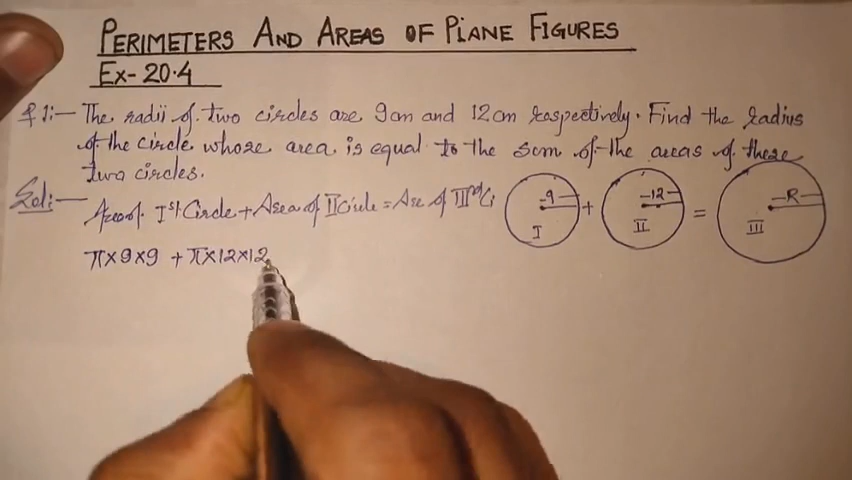 PERIMETERS AND AREAS OF PLANE FIGURES
Ex-20.4
Q1:- The radii of two circles are 9cm and 12cm respectively. Find the radius
of the circle whose area is equal to the sum of the areas of these
two circles.
Sol:- Area of Ist Circle + Area of II Circle = Are of IIIrd Ci
9 + 12 = R
I II III
π×9×9 + π×12×12